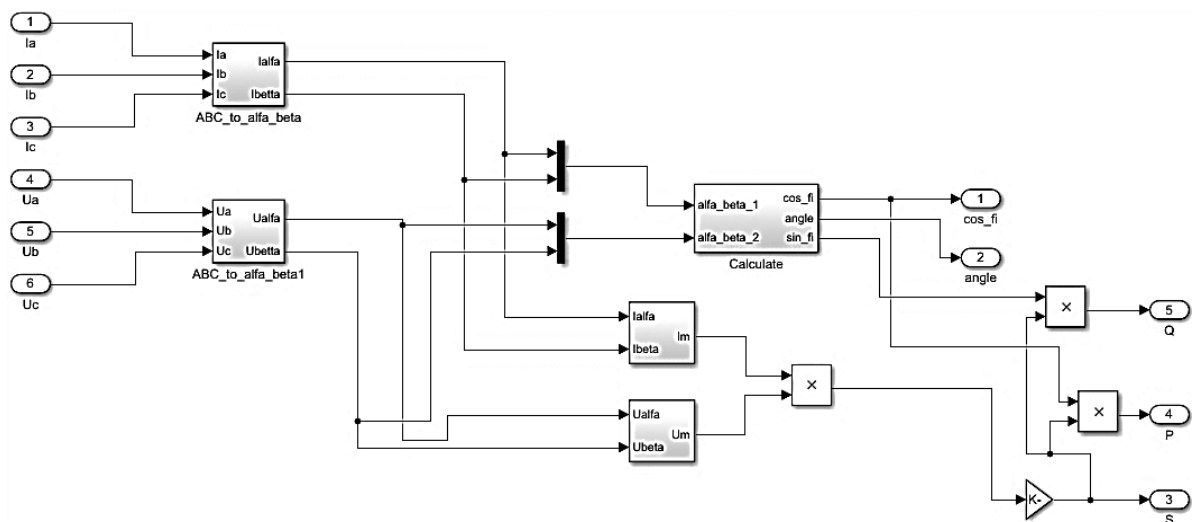 1
Ia
2
Ib
3
Ic
4
Ua
5
Ub
6
Uc
Ia
Ib
Ic
Ialfa
Ibetta
ABC_to_alfa_beta
Ua
Ub
Uc
Ualfa
Ubetta
ABC_to_alfa_beta1
alfa_beta_1
alfa_beta_2
cos_fi
angle
sin_fi
Calculate
1
cos_fi
2
angle
Ialfa
Ibeta
Im
Ualfa
Ubeta
Um
×
×
5
Q
×
4
P
K-
3
S